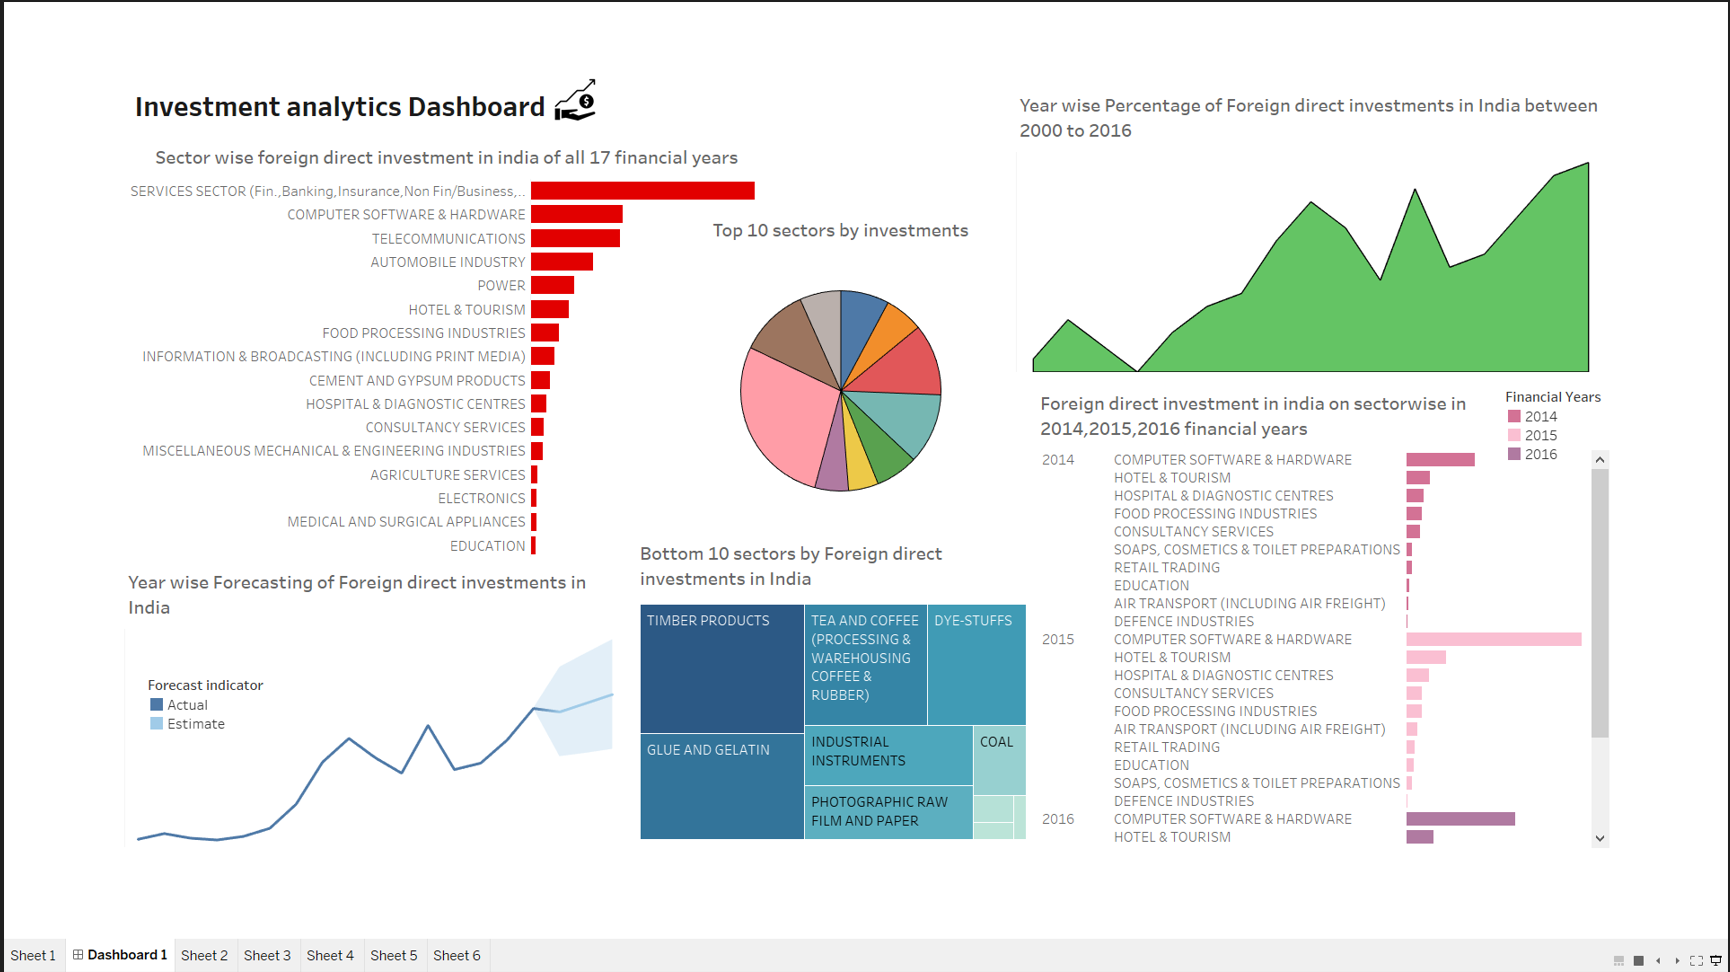 Investment analytics Dashboard
Sector wise foreign direct investment in india of all 17 financial years
SERVICES SECTOR (Fin.,Banking,Insurance,Non Fin/Business,..
COMPUTER SOFTWARE & HARDWARE
TELECOMMUNICATIONS
AUTOMOBILE INDUSTRY
POWER
HOTEL & TOURISM
FOOD PROCESSING INDUSTRIES
INFORMATION & BROADCASTING (INCLUDING PRINT MEDIA)
CEMENT AND GYPSUM PRODUCTS
HOSPITAL & DIAGNOSTIC CENTRES
CONSULTANCY SERVICES
MISCELLANEOUS MECHANICAL & ENGINEERING INDUSTRIES
AGRICULTURE SERVICES
ELECTRONICS
MEDICAL AND SURGICAL APPLIANCES
EDUCATION
Top 10 sectors by investments
Year wise Percentage of Foreign direct investments in India between
2000 to 2016
Year wise Forecasting of Foreign direct investments in
India
Forecast indicator
Actual
Estimate
Bottom 10 sectors by Foreign direct
investments in India
TIMBER PRODUCTS
GLUE AND GELATIN
TEA AND COFFEE
(PROCESSING &
WAREHOUSING
COFFEE &
RUBBER)
DYE-STUFFS
INDUSTRIAL
INSTRUMENTS
PHOTOGRAPHIC RAW
FILM AND PAPER
COAL
Foreign direct investment in india on sectorwise in
2014,2015,2016 financial years
Financial Years
2014
2015
2016
2014 COMPUTER SOFTWARE & HARDWARE
HOTEL & TOURISM
HOSPITAL & DIAGNOSTIC CENTRES
FOOD PROCESSING INDUSTRIES
CONSULTANCY SERVICES
SOAPS, COSMETICS & TOILET PREPARATIONS
RETAIL TRADING
EDUCATION
AIR TRANSPORT (INCLUDING AIR FREIGHT)
DEFENCE INDUSTRIES
2015 COMPUTER SOFTWARE & HARDWARE
HOTEL & TOURISM
HOSPITAL & DIAGNOSTIC CENTRES
CONSULTANCY SERVICES
FOOD PROCESSING INDUSTRIES
AIR TRANSPORT (INCLUDING AIR FREIGHT)
RETAIL TRADING
EDUCATION
SOAPS, COSMETICS & TOILET PREPARATIONS
DEFENCE INDUSTRIES
2016 COMPUTER SOFTWARE & HARDWARE
HOTEL & TOURISM
Sheet 1 Dashboard 1 Sheet 2 Sheet 3 Sheet 4 Sheet 5 Sheet 6